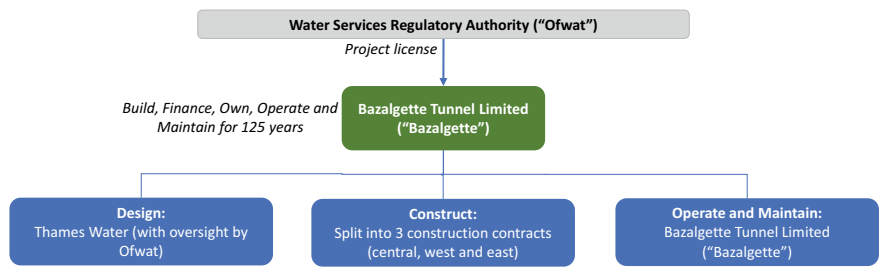 Water Services Regulatory Authority (“Ofwat”)
Project license
Build, Finance, Own, Operate and
Maintain for 125 years
Bazalgette Tunnel Limited
(“Bazalgette”)
Design:
Thames Water (with oversight by
Ofwat)
Construct:
Split into 3 construction contracts
(central, west and east)
Operate and Maintain:
Bazalgette Tunnel Limited
(“Bazalgette”)